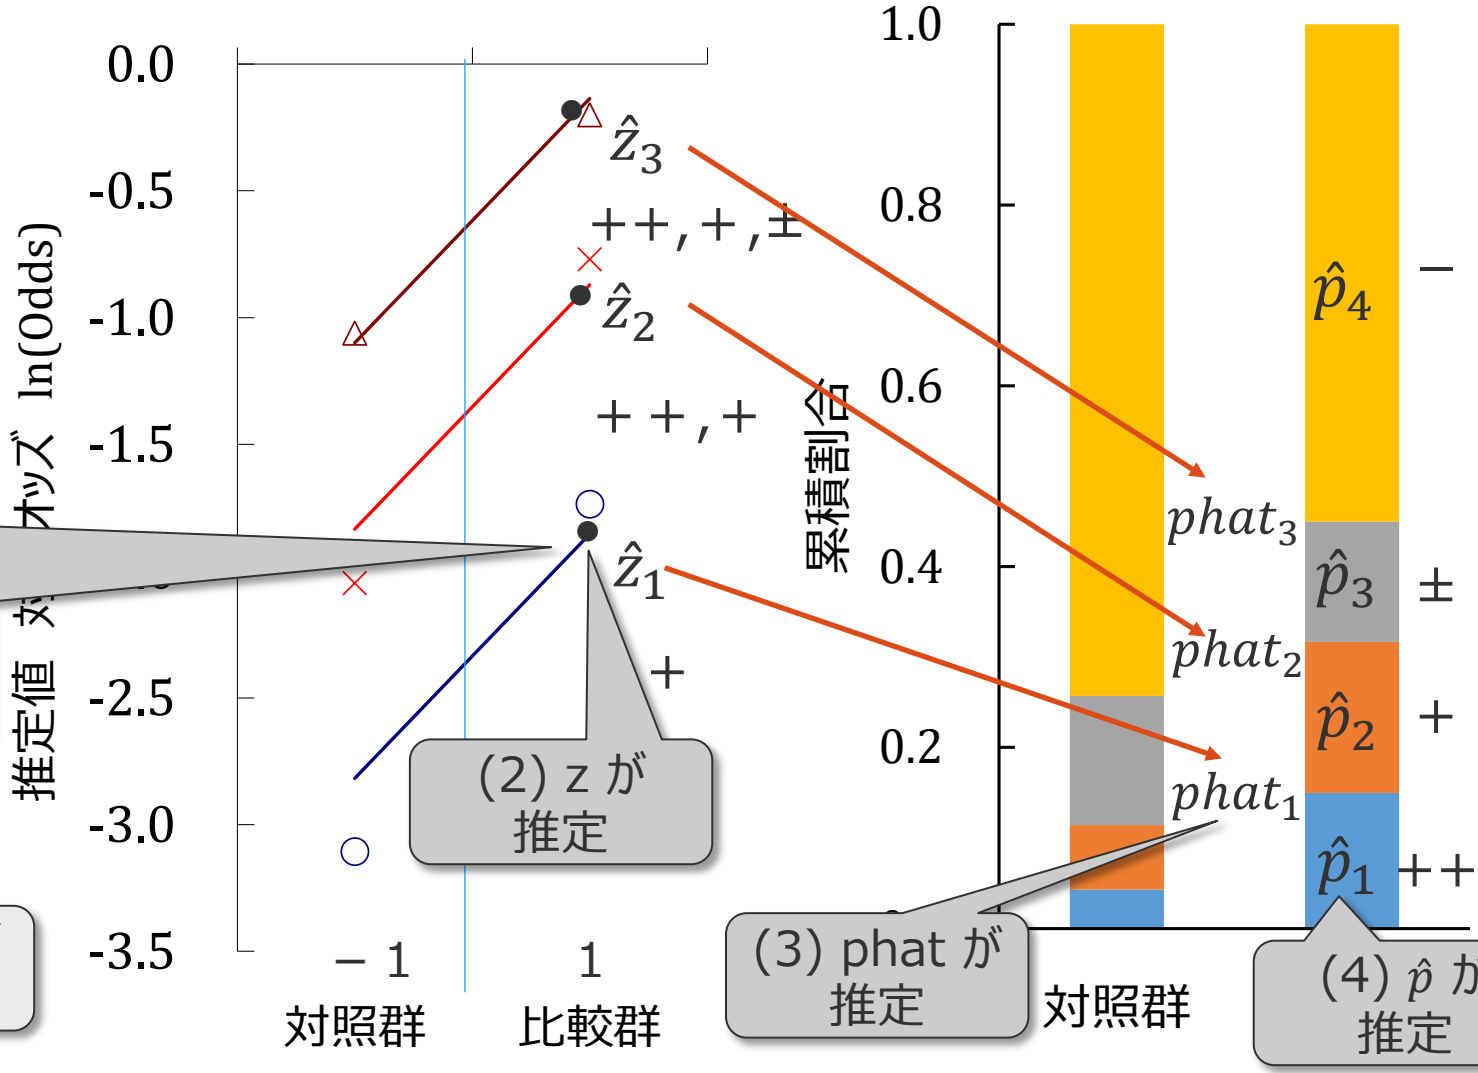 推定値 対 オッズ ln(Odds)
0.0
-0.5
-1.0
-1.5
-2.5
-3.0
-3.5
ẑ₃
++,+,±
ẑ₂
++,+
ẑ₁
+
(2) z が
推定
−1
1
対照群
比較群
累積割合
1.0
0.8
0.6
0.4
0.2
phat₃
phat₂
phat₁
p̂₄ −
p̂₃ ±
p̂₂ +
p̂₁ ++
(3) phat が
推定
対照群
(4) p̂ が
推定